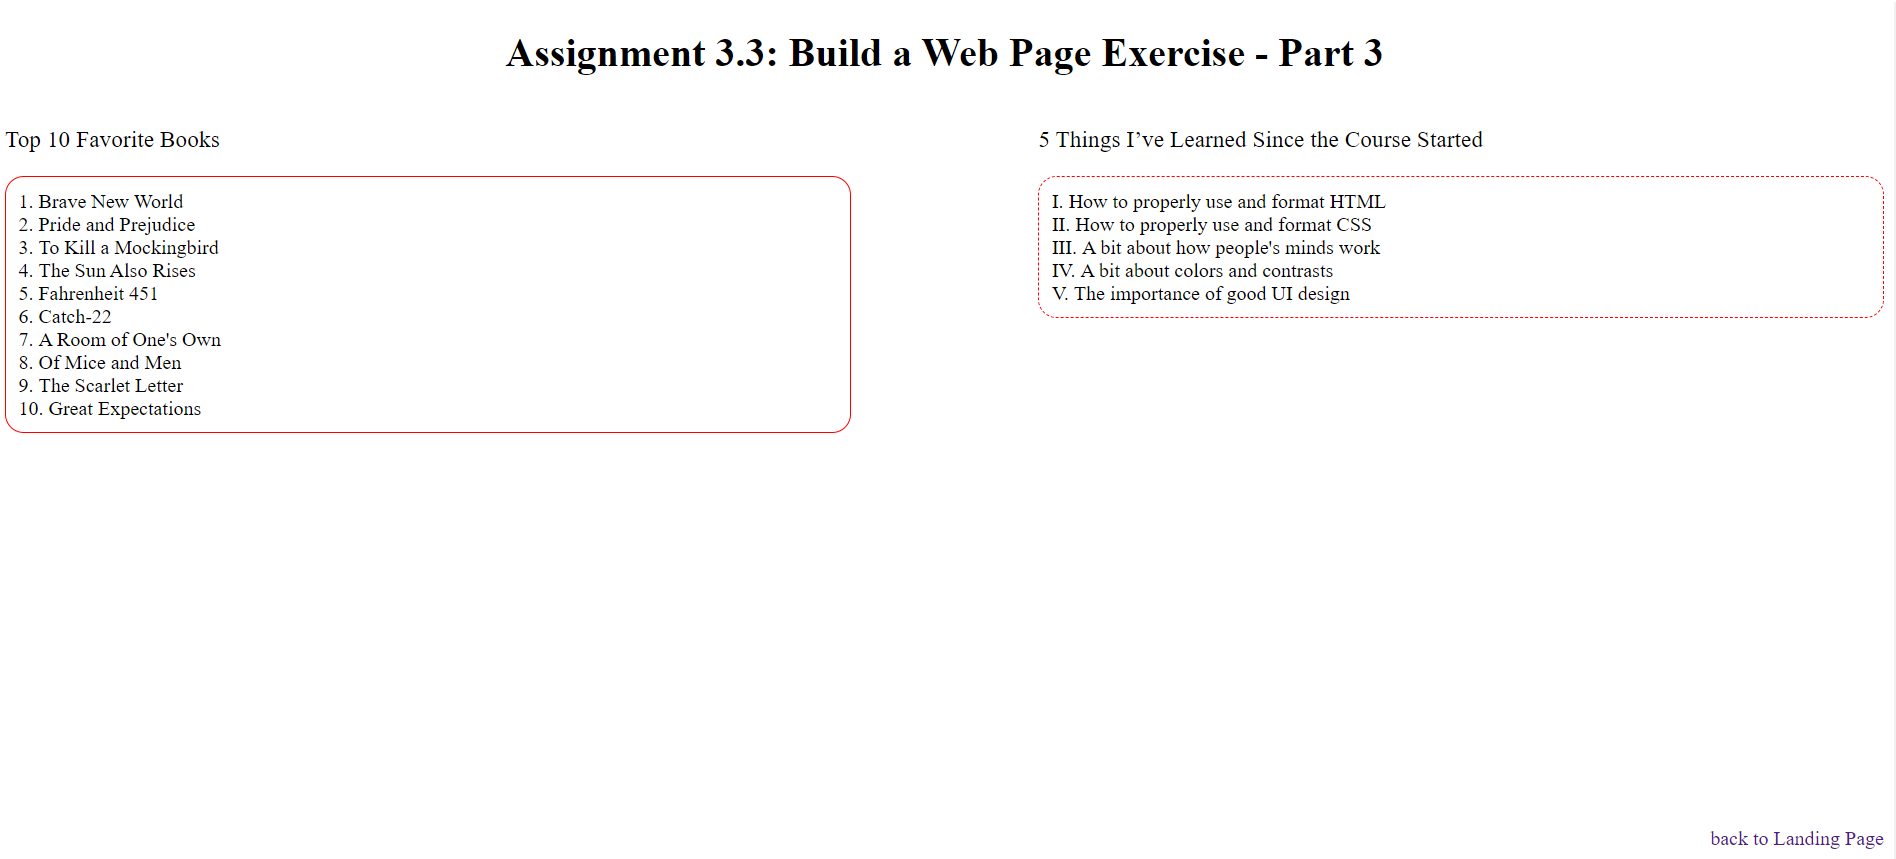 Assignment 3.3: Build a Web Page Exercise - Part 3
Top 10 Favorite Books
1. Brave New World
2. Pride and Prejudice
3. To Kill a Mockingbird
4. The Sun Also Rises
5. Fahrenheit 451
6. Catch-22
7. A Room of One's Own
8. Of Mice and Men
9. The Scarlet Letter
10. Great Expectations
5 Things I’ve Learned Since the Course Started
I. How to properly use and format HTML
II. How to properly use and format CSS
III. A bit about how people's minds work
IV. A bit about colors and contrasts
V. The importance of good UI design
back to Landing Page